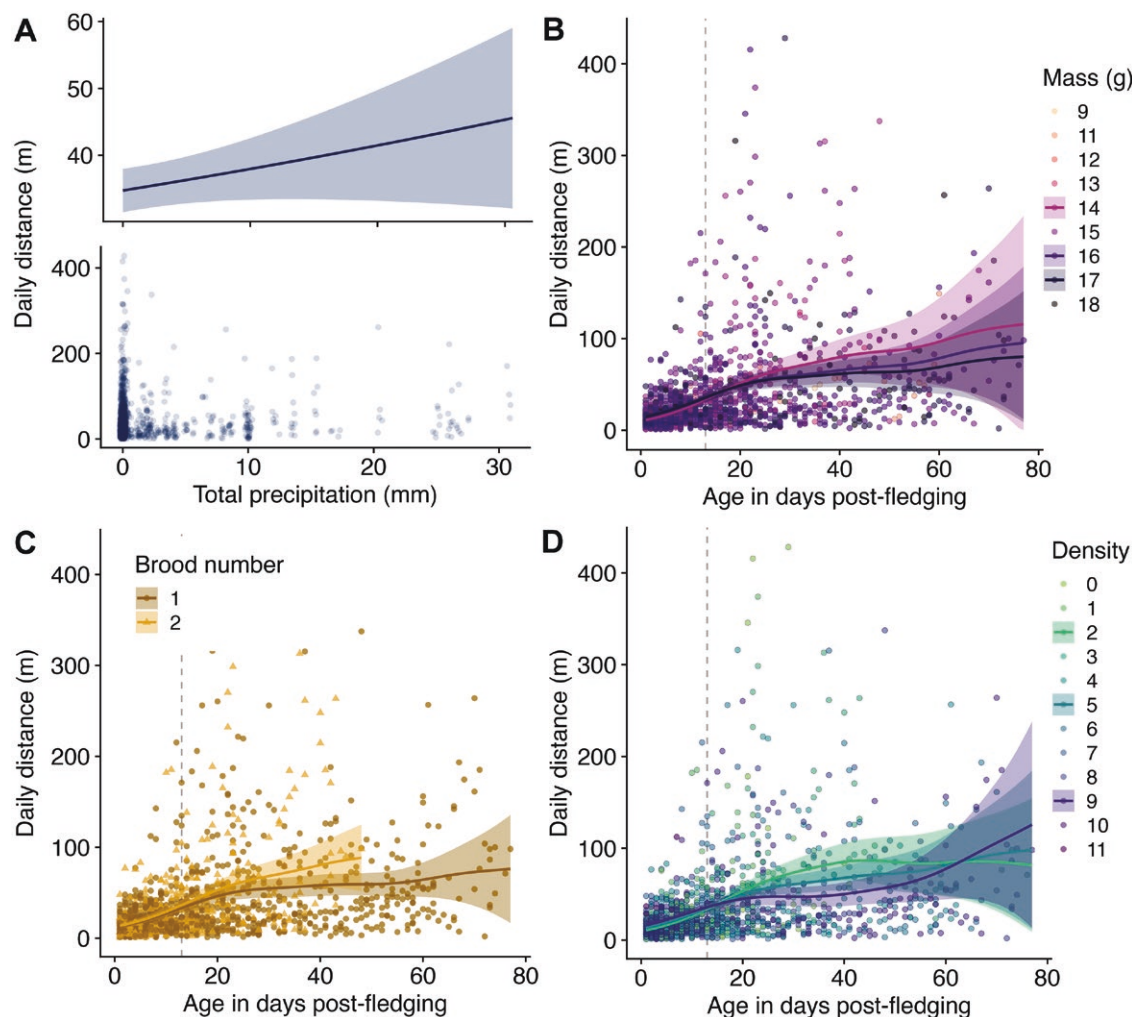 A
Daily distance (m)
60
50
40
Daily distance (m)
400
200
0
0 10 20 30
Total precipitation (mm)
B
Daily distance (m)
400
300
200
100
0
0 20 40 60 80
Age in days post-fledging
Mass (g)
9
11
12
13
14
15
16
17
18
C
Brood number
1
2
Daily distance (m)
400
300
200
100
0
0 20 40 60 80
Age in days post-fledging
D
Daily distance (m)
400
300
200
100
0
0 20 40 60 80
Age in days post-fledging
Density
0
1
2
3
4
5
6
7
8
9
10
11